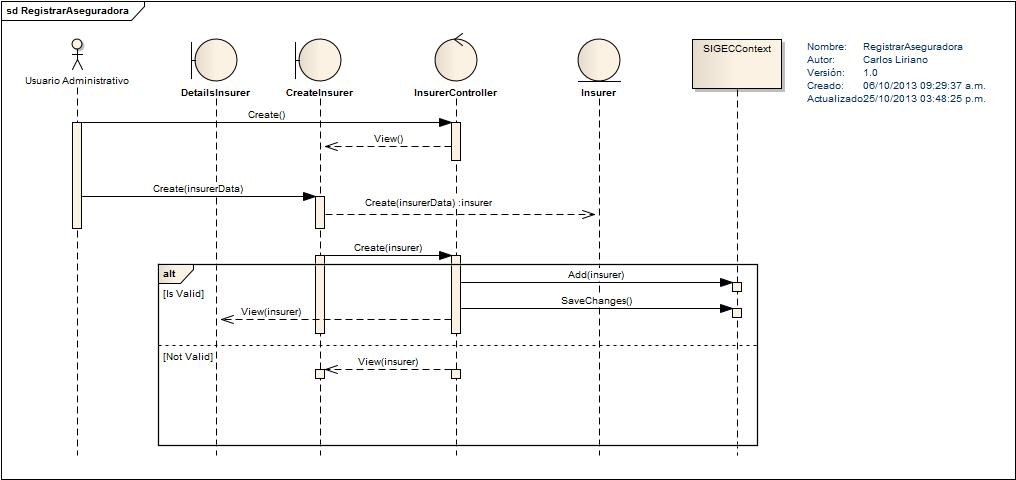 sd RegistrarAseguradora
Usuario Administrativo
DetailsInsurer
CreateInsurer
InsurerController
Insurer
SIGECContext
Nombre: RegistrarAseguradora
Autor: Carlos Liriano
Versión: 1.0
Creado: 06/10/2013 09:29:37 a.m.
Actualizado25/10/2013 03:48:25 p.m.
Create()
View()
Create(insurerData)
Create(insurerData) :insurer
Create(insurer)
alt
[Is Valid]
Add(insurer)
SaveChanges()
View(insurer)
[Not Valid]
View(insurer)